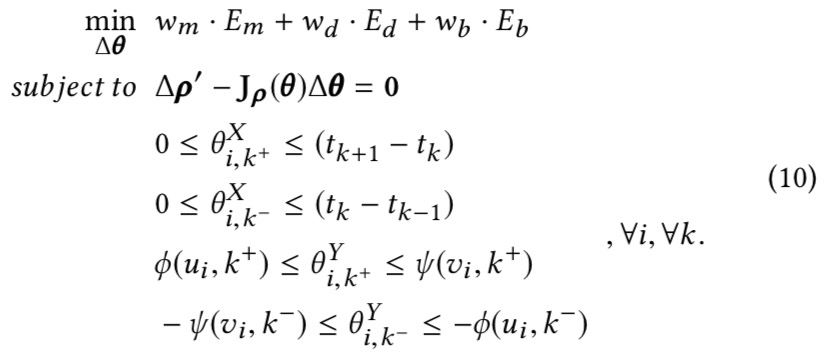 min_{Δθ} w_m · E_m + w_d · E_d + w_b · E_b
subject to Δρ′ − J_ρ(θ)Δθ = 0
0 ≤ θ^X_{i,k⁺} ≤ (t_{k+1} − t_k)
0 ≤ θ^X_{i,k⁻} ≤ (t_k − t_{k−1})
ϕ(u_i, k⁺) ≤ θ^Y_{i,k⁺} ≤ ψ(v_i, k⁺)
− ψ(v_i, k⁻) ≤ θ^Y_{i,k⁻} ≤ −ϕ(u_i, k⁻)
, ∀i, ∀k.
(10)